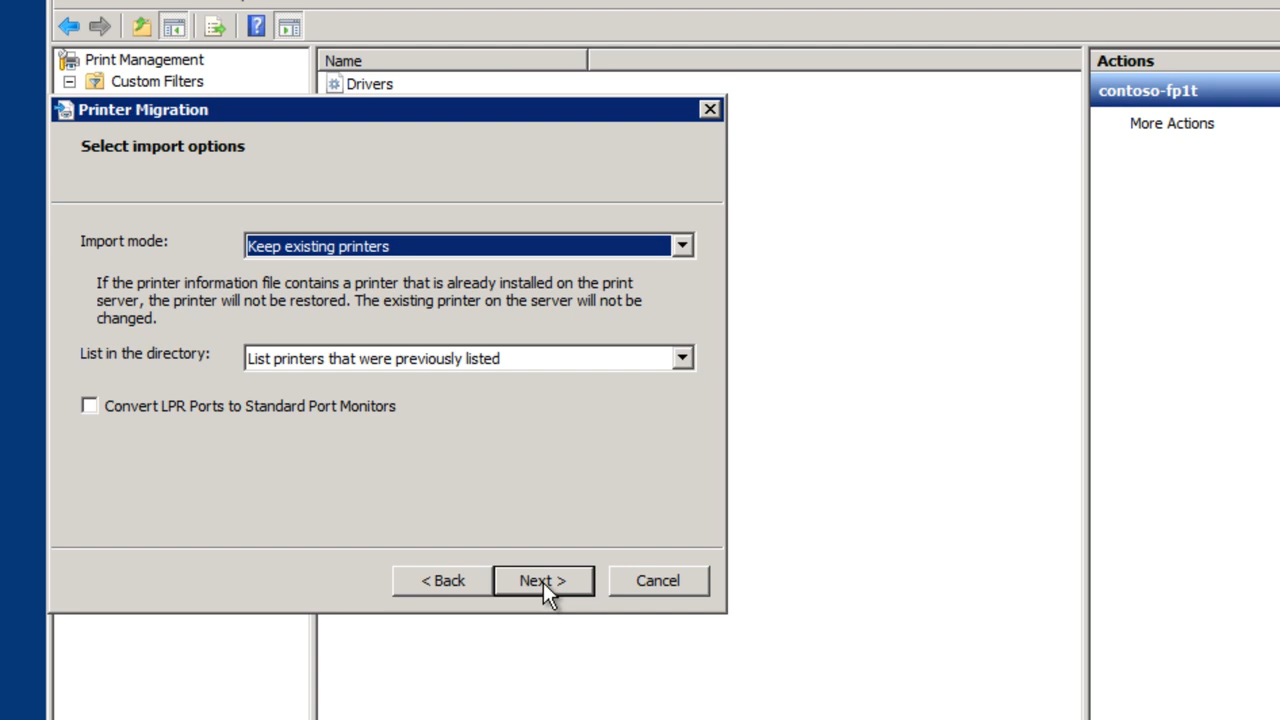 Print Management
Custom Filters
Name
Drivers
Actions
contoso-fp1t
More Actions
Printer Migration
Select import options
Import mode:
Keep existing printers
If the printer information file contains a printer that is already installed on the print
server, the printer will not be restored. The existing printer on the server will not be
changed.
List in the directory:
List printers that were previously listed
Convert LPR Ports to Standard Port Monitors
< Back
Next >
Cancel